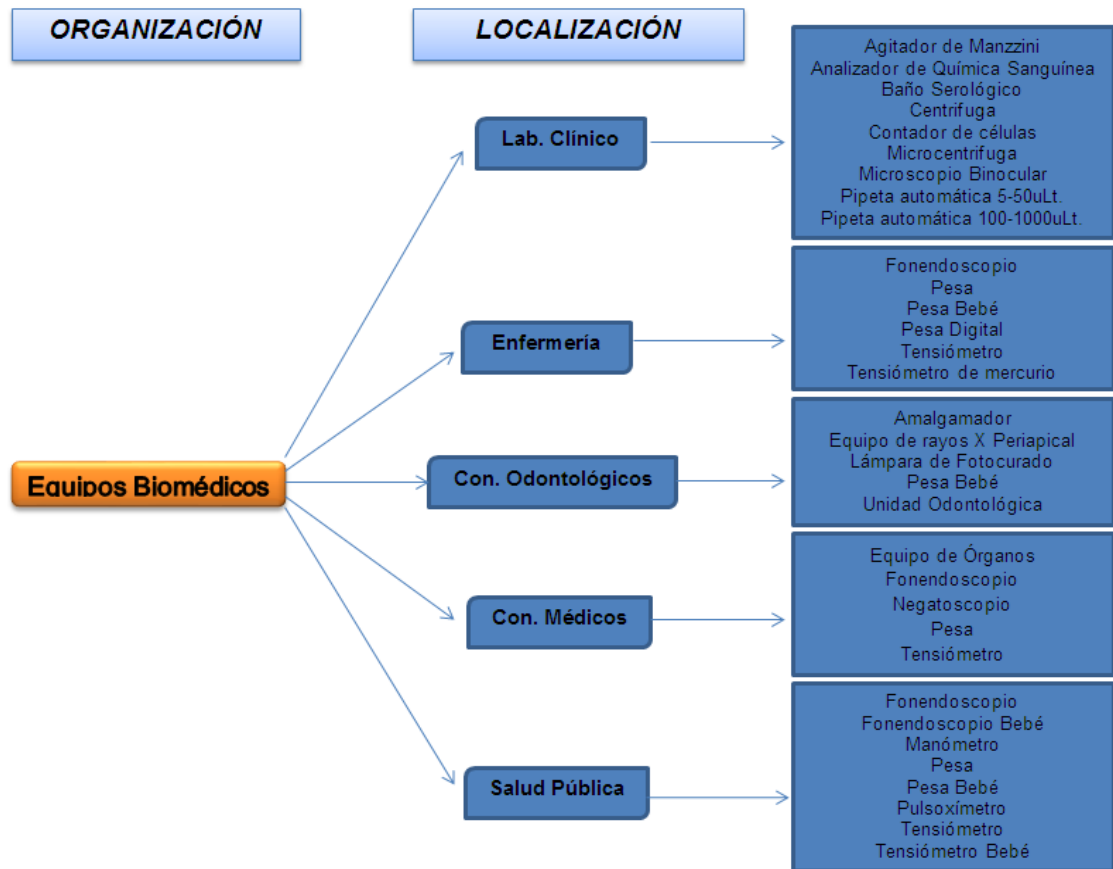 ORGANIZACIÓN
LOCALIZACIÓN
Equipos Biomédicos
Lab. Clínico
Agitador de Manzzini
Analizador de Química Sanguínea
Baño Serológico
Centrifuga
Contador de células
Microcentrifuga
Microscopio Binocular
Pipeta automática 5-50uLt.
Pipeta automática 100-1000uLt.
Enfermería
Fonendoscopio
Pesa
Pesa Bebé
Pesa Digital
Tensiómetro
Tensiómetro de mercurio
Con. Odontológicos
Amalgamador
Equipo de rayos X Periapical
Lámpara de Fotocurado
Pesa Bebé
Unidad Odontológica
Con. Médicos
Equipo de Órganos
Fonendoscopio
Negatoscopio
Pesa
Tensiómetro
Salud Pública
Fonendoscopio
Fonendoscopio Bebé
Manómetro
Pesa
Pesa Bebé
Pulsoxímetro
Tensiómetro
Tensiómetro Bebé